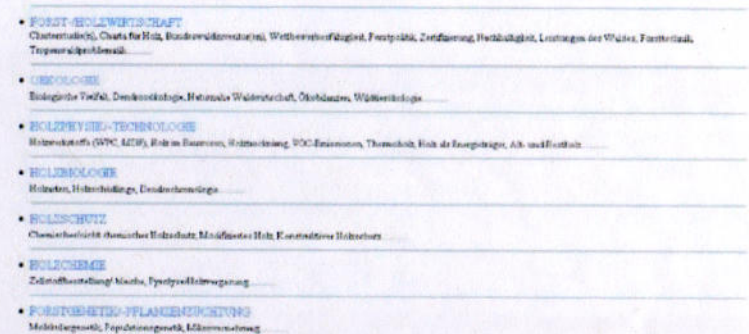 FORST-/HOLZWIRTSCHAFT
Clusterstudie(n), Charta für Holz, Bundeswaldinventur(en), Wettbewerbsfähigkeit, Forstpolitik, Zertifizierung, Nachhaltigkeit, Leistungen des Waldes, Forsttechnik,
Tropenwaldproblematik
OEKOLOGIE
Biologische Vielfalt, Dendroökologie, Naturnahe Waldwirtschaft, Ökobilanzen, Wildtierökologie
HOLZPHYSIK/-TECHNOLOGIE
Holzwerkstoffe (WPC, MDF), Holz im Bauwesen, Holztrocknung, VOC-Emissionen, Thermoholz, Holz als Energieträger, Alt- und Restholz
HOLZBIOLOGIE
Holzarten, Holzschädlinge, Dendrochronologie
HOLZSCHUTZ
Chemischer/nicht chemischer Holzschutz, Modifiziertes Holz, Konstruktiver Holzschutz
HOLZCHEMIE
Zellstoffherstellung/-bleiche, Pyrolyse/Holzvergasung
FORSTGENETIK/-PFLANZENZÜCHTUNG
Molekulargenetik, Populationsgenetik, Mikrovermehrung